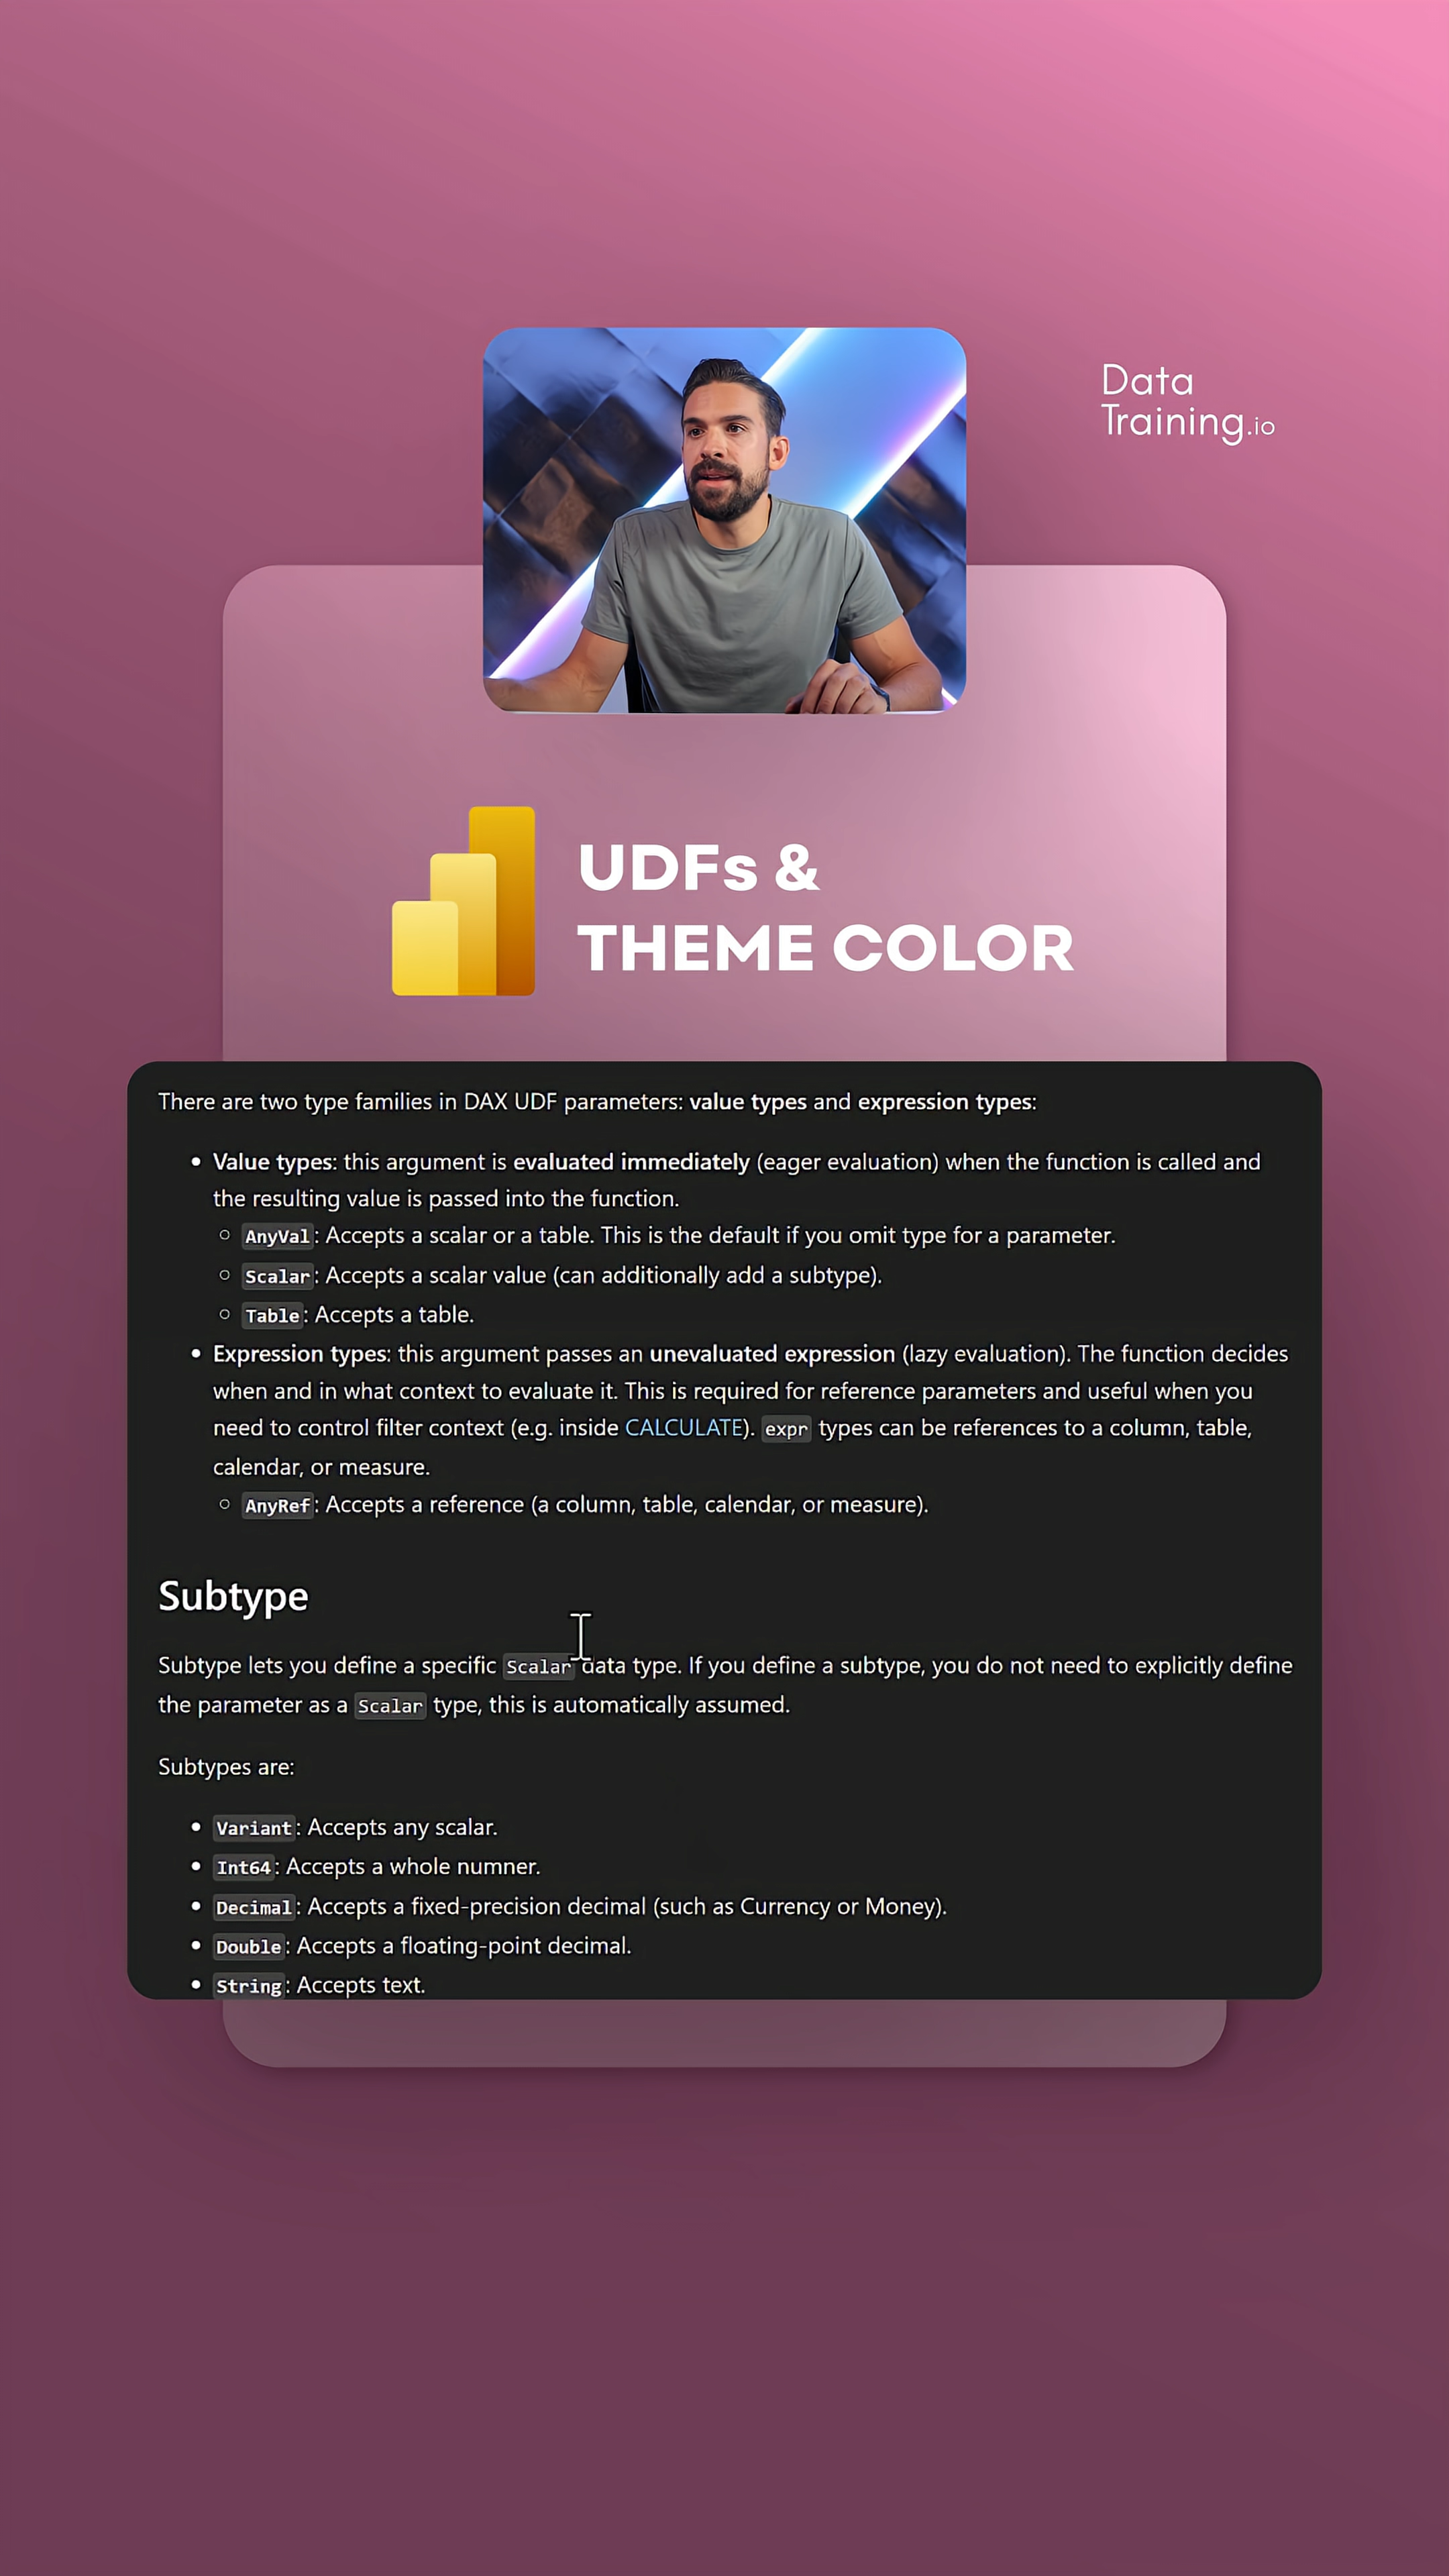 Data
Training.io
UDFs &
THEME COLOR
There are two type families in DAX UDF parameters: value types and expression types:
• Value types: this argument is evaluated immediately (eager evaluation) when the function is called and
the resulting value is passed into the function.
○ AnyVal: Accepts a scalar or a table. This is the default if you omit type for a parameter.
○ Scalar: Accepts a scalar value (can additionally add a subtype).
○ Table: Accepts a table.
• Expression types: this argument passes an unevaluated expression (lazy evaluation). The function decides
when and in what context to evaluate it. This is required for reference parameters and useful when you
need to control filter context (e.g. inside CALCULATE). expr types can be references to a column, table,
calendar, or measure.
○ AnyRef: Accepts a reference (a column, table, calendar, or measure).
Subtype
Subtype lets you define a specific Scalar data type. If you define a subtype, you do not need to explicitly define
the parameter as a Scalar type, this is automatically assumed.
Subtypes are:
• Variant: Accepts any scalar.
• Int64: Accepts a whole numner.
• Decimal: Accepts a fixed-precision decimal (such as Currency or Money).
• Double: Accepts a floating-point decimal.
• String: Accepts text.